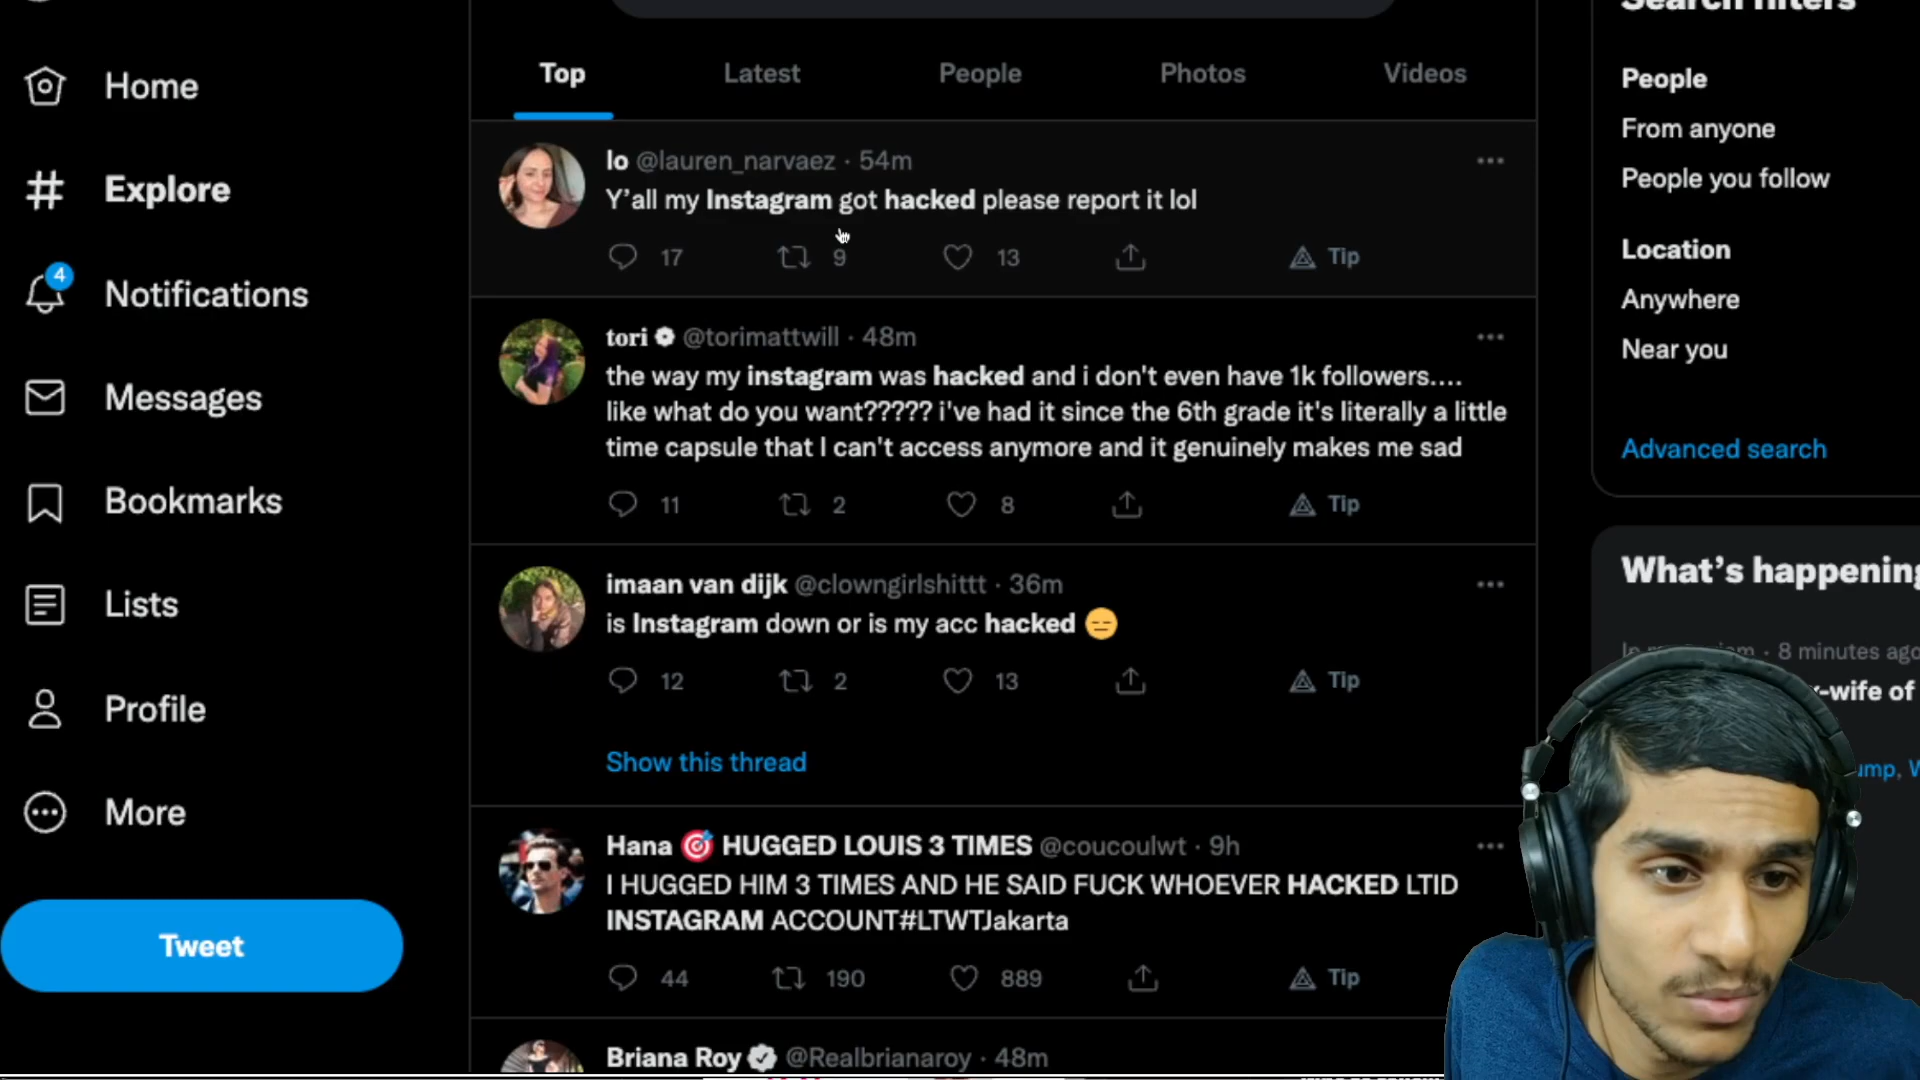 Search filters
Top
Latest
People
Photos
Videos
Home
Explore
4
Notifications
Messages
Bookmarks
Lists
Profile
More
Tweet
lo @lauren_narvaez · 54m
Y'all my Instagram got hacked please report it lol
17
9
13
Tip
tori @torimattwill · 48m
the way my instagram was hacked and i don't even have 1k followers....
like what do you want????? i've had it since the 6th grade it's literally a little
time capsule that I can't access anymore and it genuinely makes me sad
11
2
8
Tip
imaan van dijk @clowngirlshittt · 36m
is Instagram down or is my acc hacked 😑
12
2
13
Tip
Show this thread
Hana 🎯 HUGGED LOUIS 3 TIMES @coucoulwt · 9h
I HUGGED HIM 3 TIMES AND HE SAID FUCK WHOEVER HACKED LTID
INSTAGRAM ACCOUNT#LTWTJakarta
44
190
889
Tip
Briana Roy @Realbrianaroy · 48m
People
From anyone
People you follow
Location
Anywhere
Near you
Advanced search
What's happening
· 8 minutes ago
-wife of